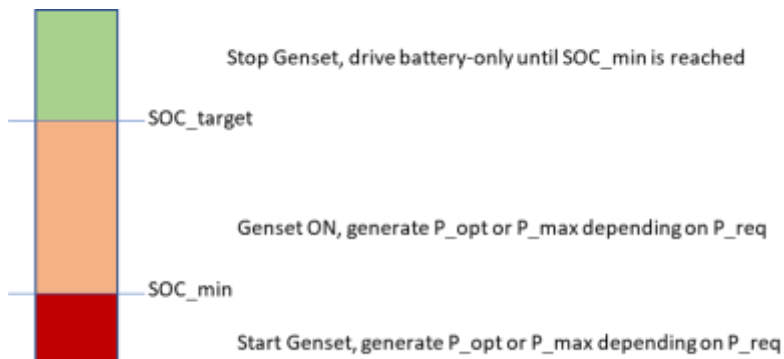 Stop Genset, drive battery-only until SOC_min is reached
SOC_target
Genset ON, generate P_opt or P_max depending on P_req
SOC_min
Start Genset, generate P_opt or P_max depending on P_req